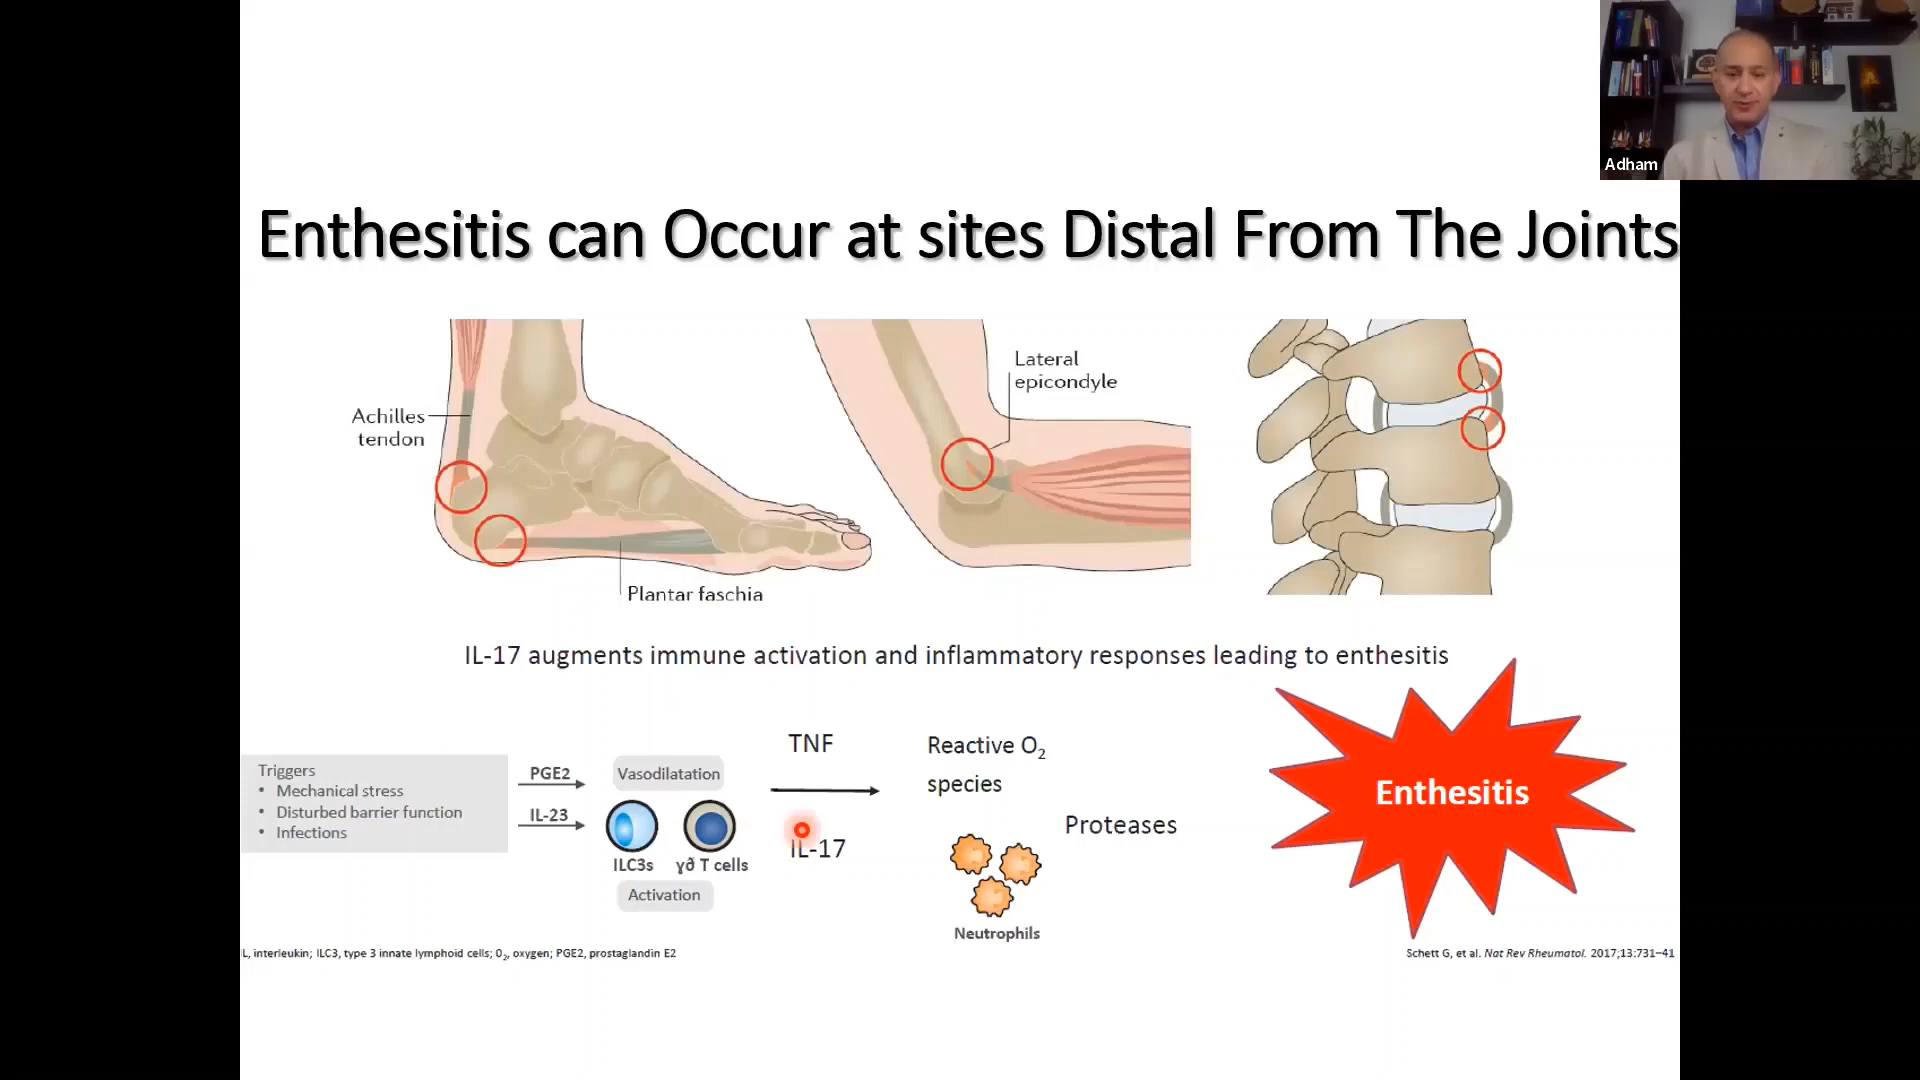 Adham
Enthesitis can Occur at sites Distal From The Joints
Achilles
tendon
Plantar faschia
Lateral
epicondyle
IL-17 augments immune activation and inflammatory responses leading to enthesitis
Triggers
• Mechanical stress
• Disturbed barrier function
• Infections
PGE2
IL-23
Vasodilatation
ILC3s
γδ T cells
Activation
TNF
IL-17
Reactive O2
species
Neutrophils
Proteases
Enthesitis
IL, interleukin; ILC3, type 3 innate lymphoid cells; 02, oxygen; PGE2, prostaglandin E2
Schett G, et al. Nat Rev Rheumatol. 2017;13:731–41